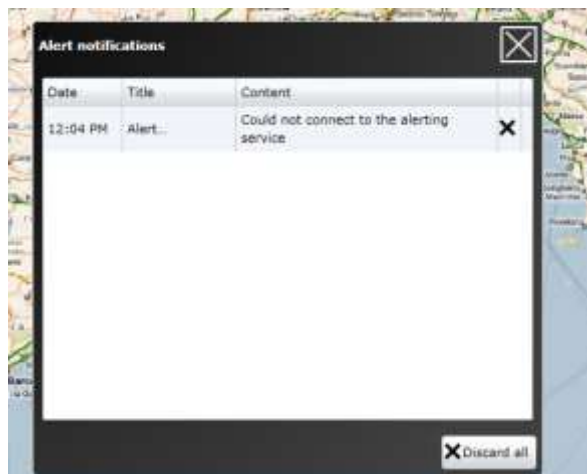 Alert notifications
Date Title Content
12:04 PM Alert... Could not connect to the alerting
service
Discard all